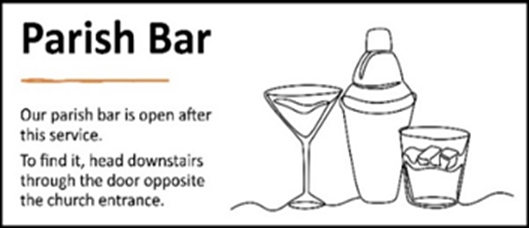 Parish Bar
Our parish bar is open after
this service.
To find it, head downstairs
through the door opposite
the church entrance.